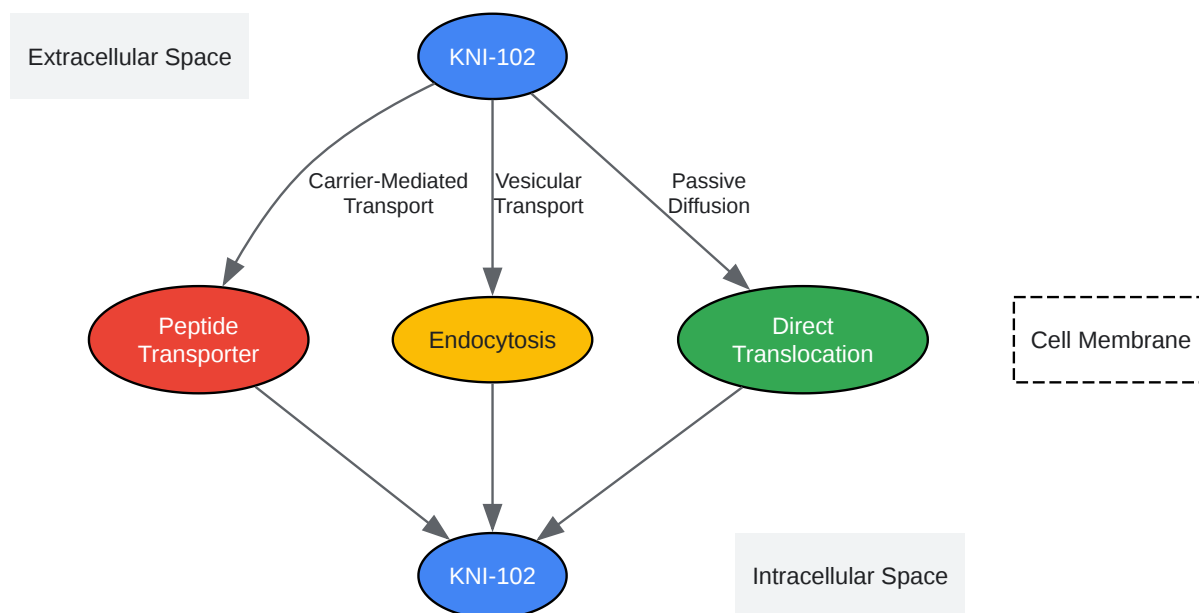 Extracellular Space
KNI-102
Carrier-Mediated
Transport
Vesicular
Transport
Passive
Diffusion
Peptide
Transporter
Endocytosis
Direct
Translocation
Cell Membrane
KNI-102
Intracellular Space